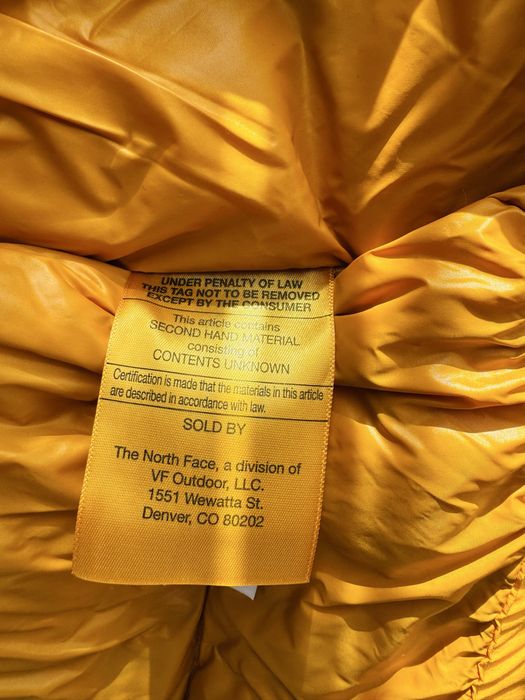 UNDER PENALTY OF LAW
THIS TAG NOT TO BE REMOVED
EXCEPT BY THE CONSUMER
This article contains
SECOND HAND MATERIAL
consisting of
CONTENTS UNKNOWN
Certification is made that the materials in this article
are described in accordance with law.
SOLD BY
The North Face, a division of
VF Outdoor, LLC.
1551 Wewatta St.
Denver, CO 80202